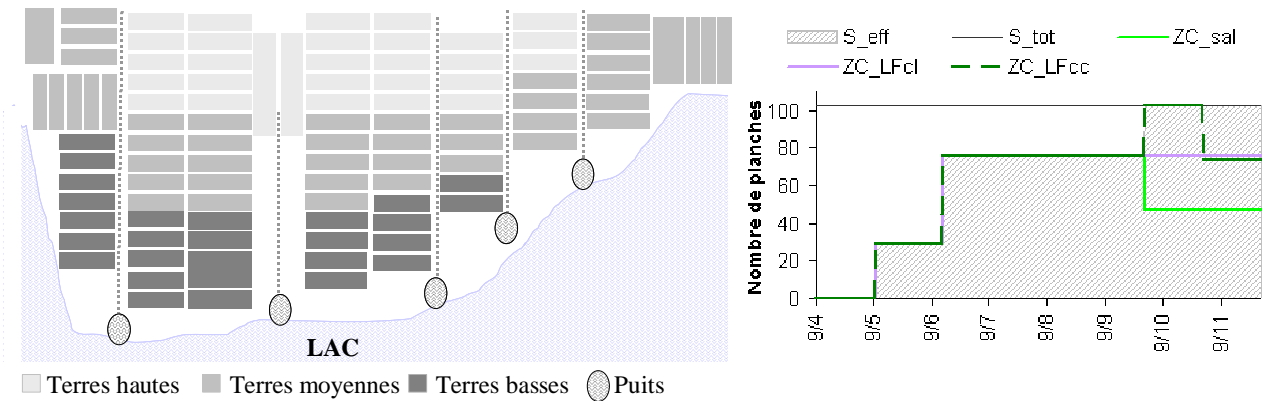 LAC
Terres hautes Terres moyennes Terres basses Puits
S_eff S_tot ZC_sal
ZC_LFcl ZC_LFcc
Nombre de planches
100
80
60
40
20
0
9/4 9/5 9/6 9/7 9/8 9/9 9/10 9/11